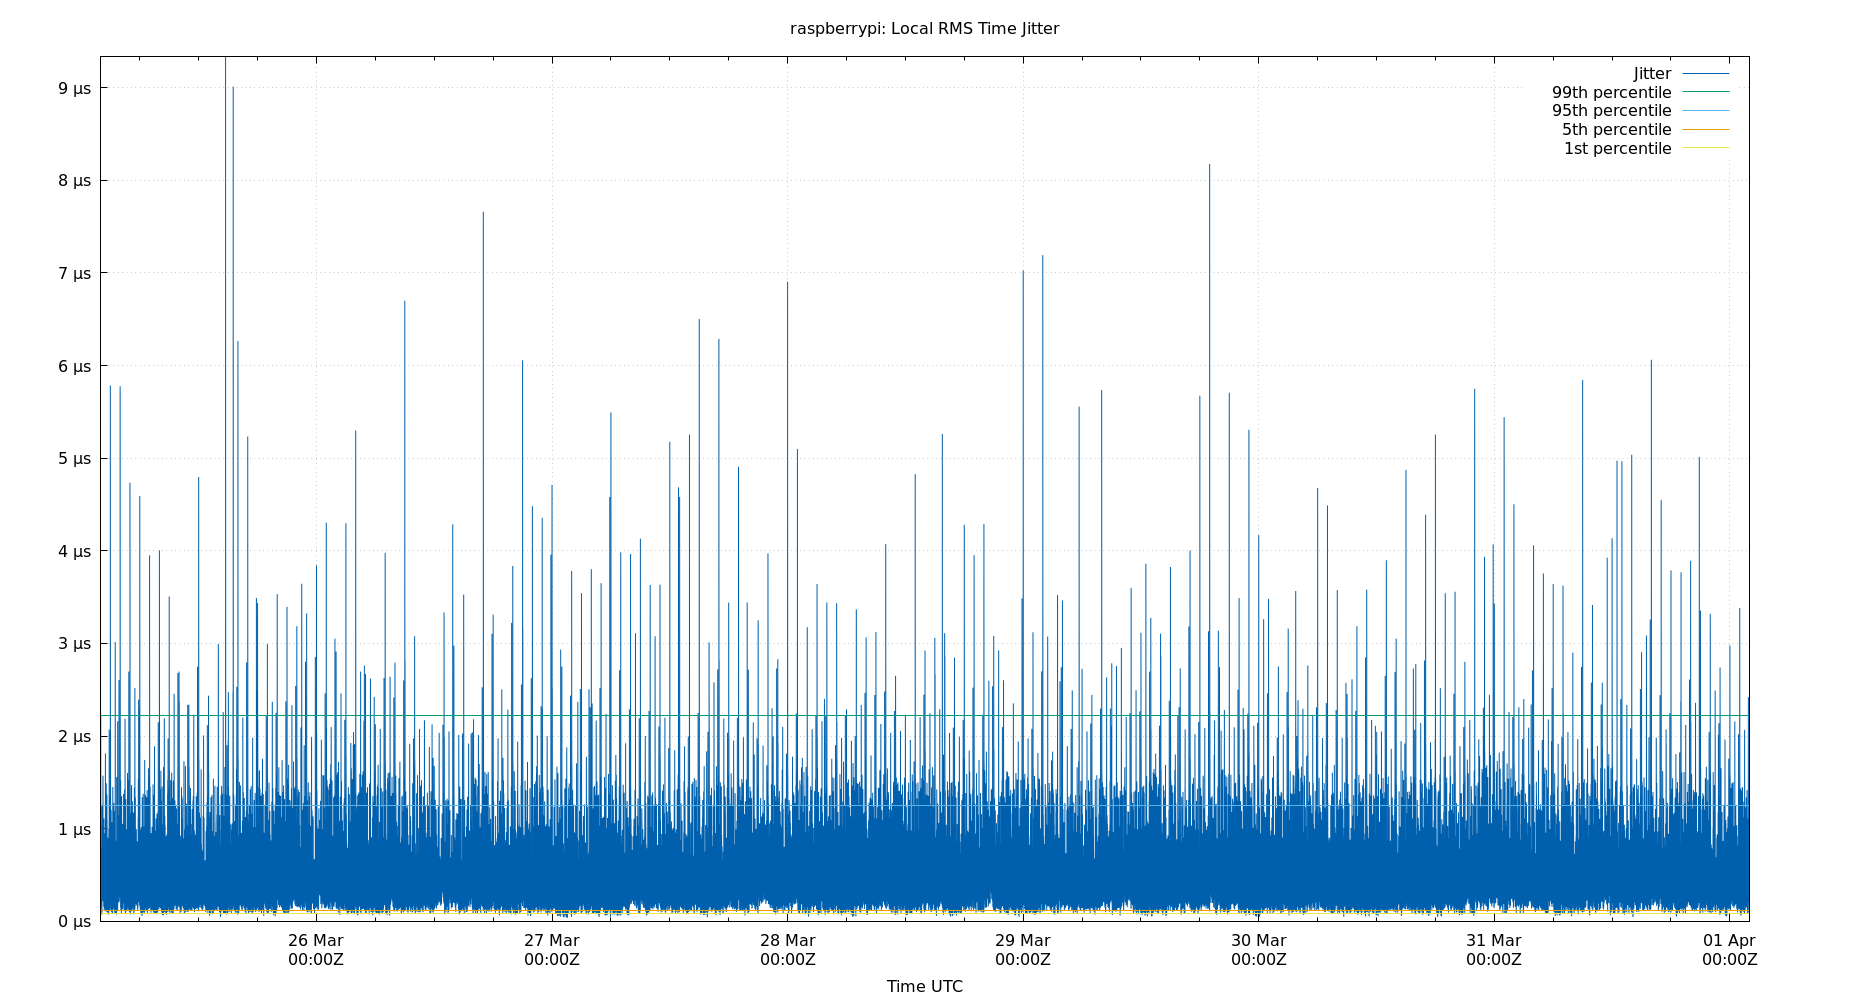 raspberrypi: Local RMS Time Jitter
Jitter
99th percentile
95th percentile
5th percentile
1st percentile
9 µs
8 µs
7 µs
6 µs
5 µs
4 µs
3 µs
2 µs
1 µs
0 µs
26 Mar 27 Mar 28 Mar 29 Mar 30 Mar 31 Mar 01 Apr
00:00Z 00:00Z 00:00Z 00:00Z 00:00Z 00:00Z 00:00Z
Time UTC